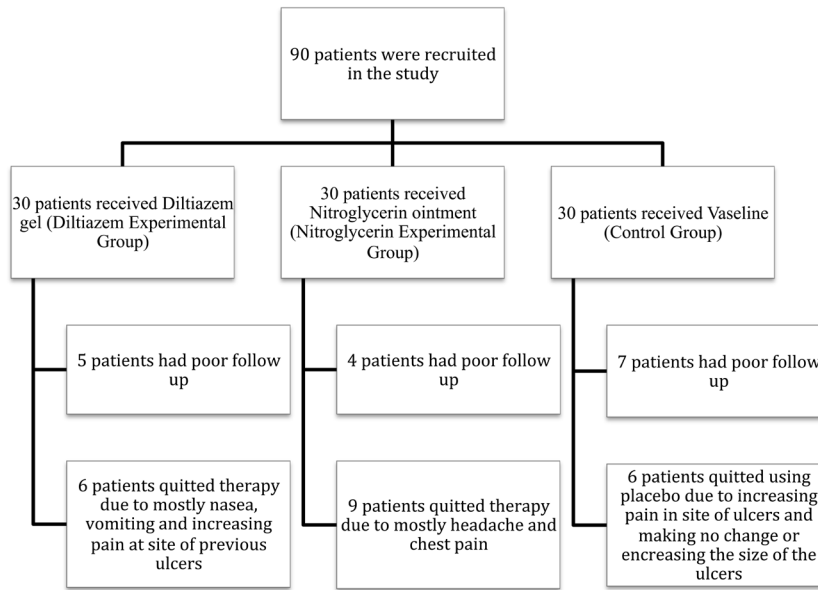 90 patients were recruited
in the study
30 patients received Diltiazem
gel (Diltiazem Experimental
Group)
30 patients received
Nitroglycerin ointment
(Nitroglycerin Experimental
Group)
30 patients received Vaseline
(Control Group)
5 patients had poor follow
up
4 patients had poor follow
up
7 patients had poor follow
up
6 patients quitted therapy
due to mostly nasea,
vomiting and increasing
pain at site of previous
ulcers
9 patients quitted therapy
due to mostly headache and
chest pain
6 patients quitted using
placebo due to increasing
pain in site of ulcers and
making no change or
encreasing the size of the
ulcers